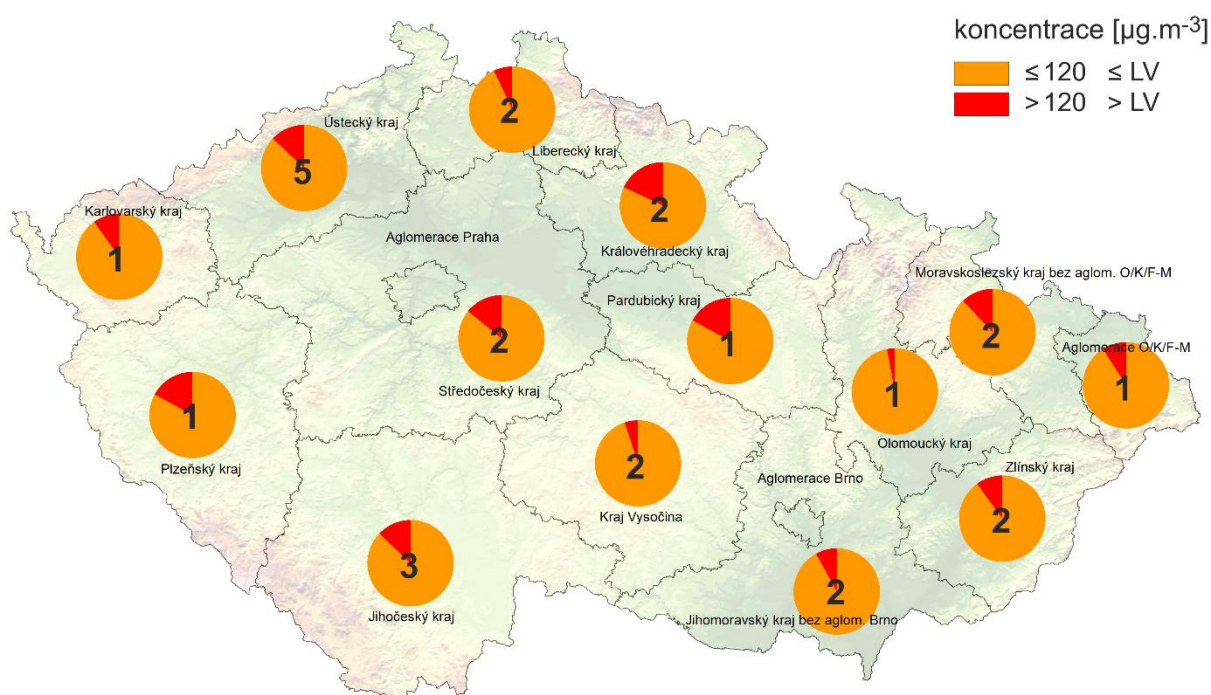 koncentrace [µg.m-3]
≤ 120 ≤ LV
> 120 > LV
2
Ústecký kraj
Liberecký kraj
5
2
Karlovarský kraj
Aglomerace Praha
Královéhradecký kraj
1
Moravskoslezský kraj bez aglom. O/K/F-M
Pardubický kraj
2
1
2
Aglomerace O/K/F-M
1
Středočeský kraj
1
1
Olomoucký kraj
Plzeňský kraj
2
Zlínský kraj
Aglomerace Brno
Kraj Vysočina
2
3
2
Jihočeský kraj
Jihomoravský kraj bez aglom. Brno